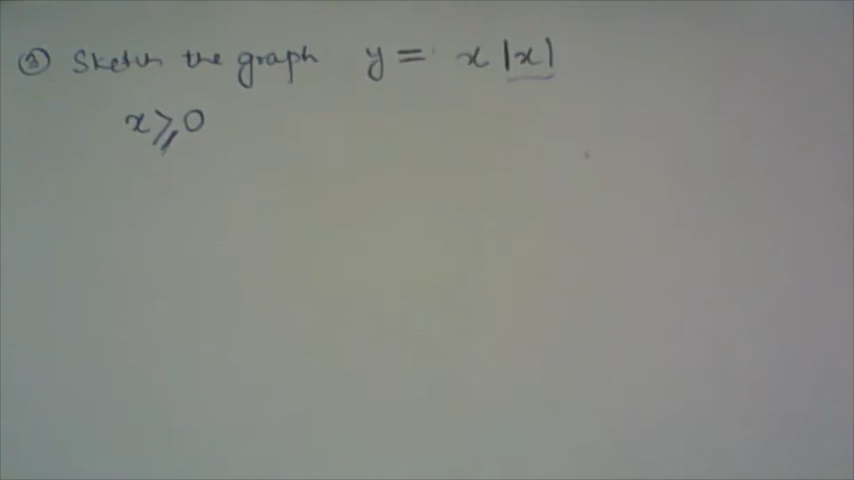 ③ Sketch the graph y = x |x|
x ⩾ 0